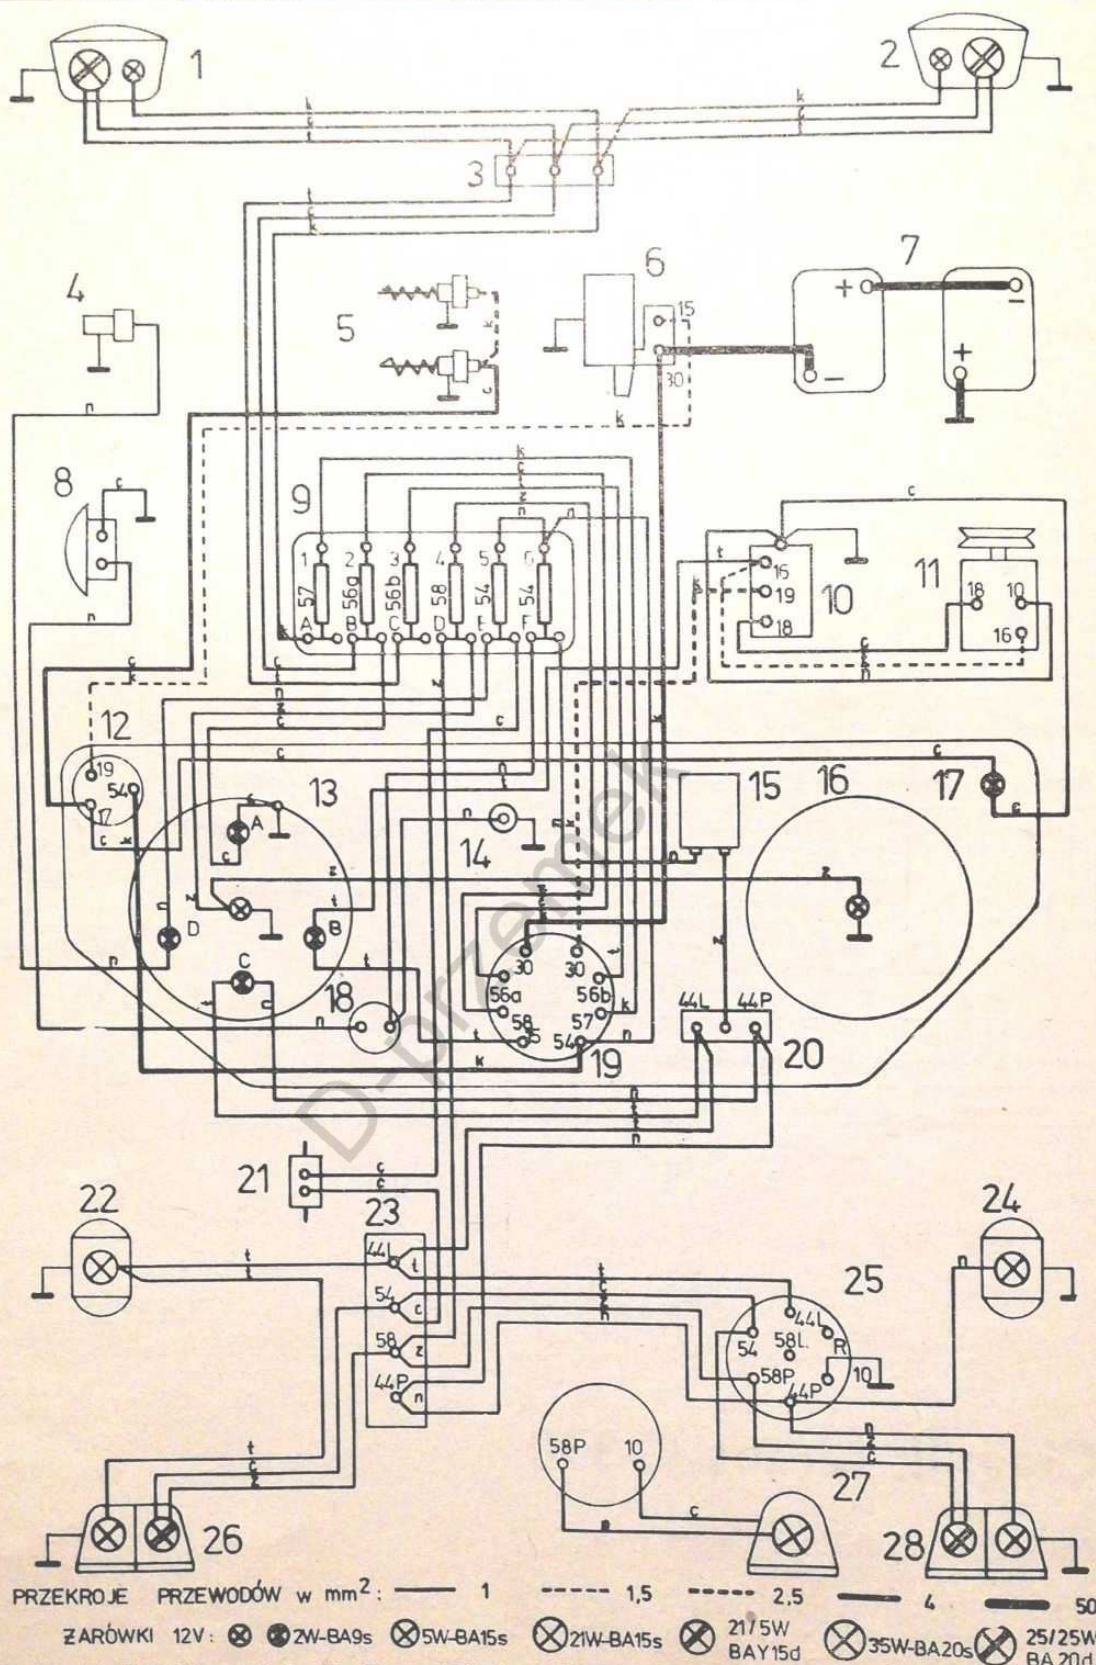 1
2
k
c
t
k
c
t
3
t
c
k
4
5
6
7
15
30
+
-
-
+
k
c
n
k
8
c
n
9
k
c
t
z
n
n
1 2 3 4 5 6
57 56a 56b 58 54 54
A B C D E F
k
c
t
n
z
c
z
c
n
t
10
16
19
18
t
k
c
11
18 10
16
c
k
n
12
19
54
17
c
k
c
k
13
A
B
C
D
c
c
n
z
t
t
t
n
14
n
15
n
z
16
z
z
17
c
c
18
n
19
30 30
56a 56b
58 57
15 54
t
k
n
t
k
n
k
20
44L 44P
n
t
t
n
21
c
c
22
t
t
23
44L t
54 c
58 z
44P n
24
n
25
t
c
z
n
44L
54
58L
R
58P
10
44P
n
z
c
26
t
c
z
27
58P 10
c
n
28
D-przemek
PRZEKROJE PRZEWODÓW w mm²: 1 1,5 2,5 4 50
ŻARÓWKI 12V: 2W-BA9s 5W-BA15s 21W-BA15s 21/5W BAY15d 35W-BA20s 25/25W BA20d